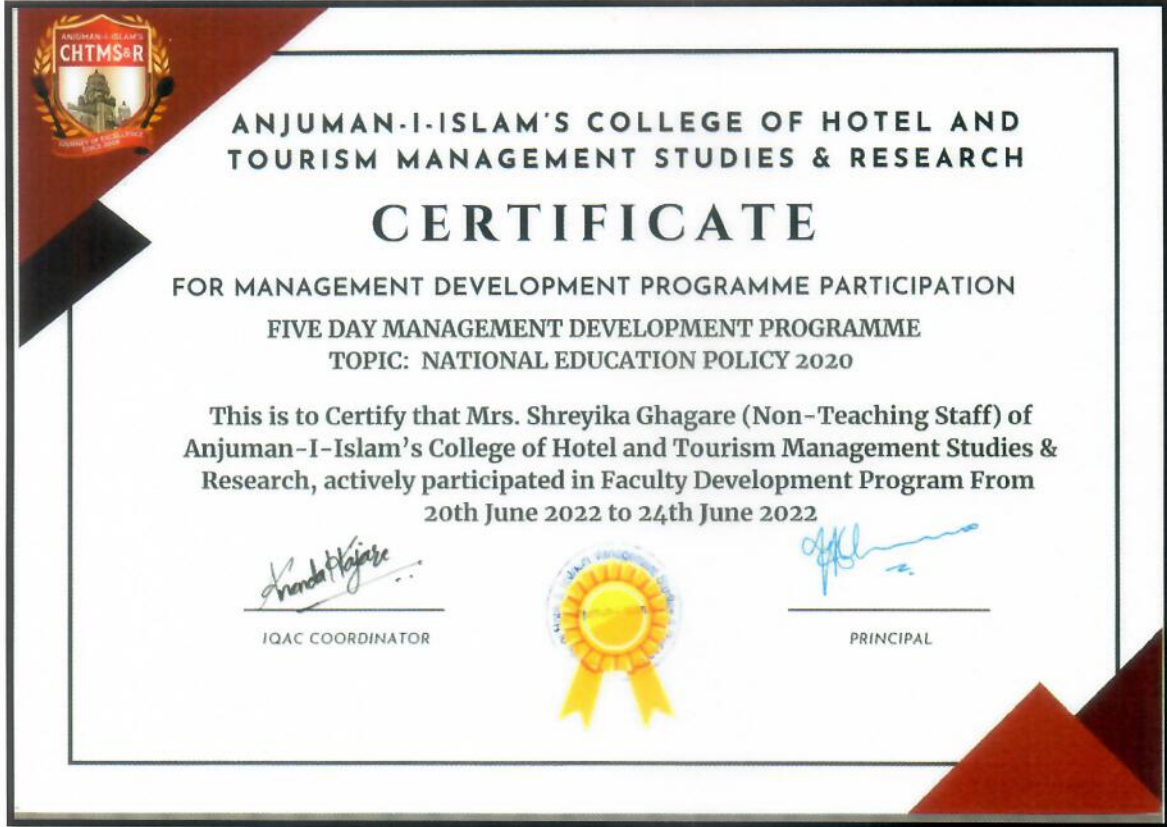 ANJUMAN-I-ISLAM'S
CHTMS&R
ANJUMAN-I-ISLAM'S COLLEGE OF HOTEL AND
TOURISM MANAGEMENT STUDIES & RESEARCH
CERTIFICATE
FOR MANAGEMENT DEVELOPMENT PROGRAMME PARTICIPATION
FIVE DAY MANAGEMENT DEVELOPMENT PROGRAMME
TOPIC: NATIONAL EDUCATION POLICY 2020
This is to Certify that Mrs. Shreyika Ghagare (Non-Teaching Staff) of
Anjuman-I-Islam's College of Hotel and Tourism Management Studies &
Research, actively participated in Faculty Development Program From
20th June 2022 to 24th June 2022
IQAC COORDINATOR
PRINCIPAL